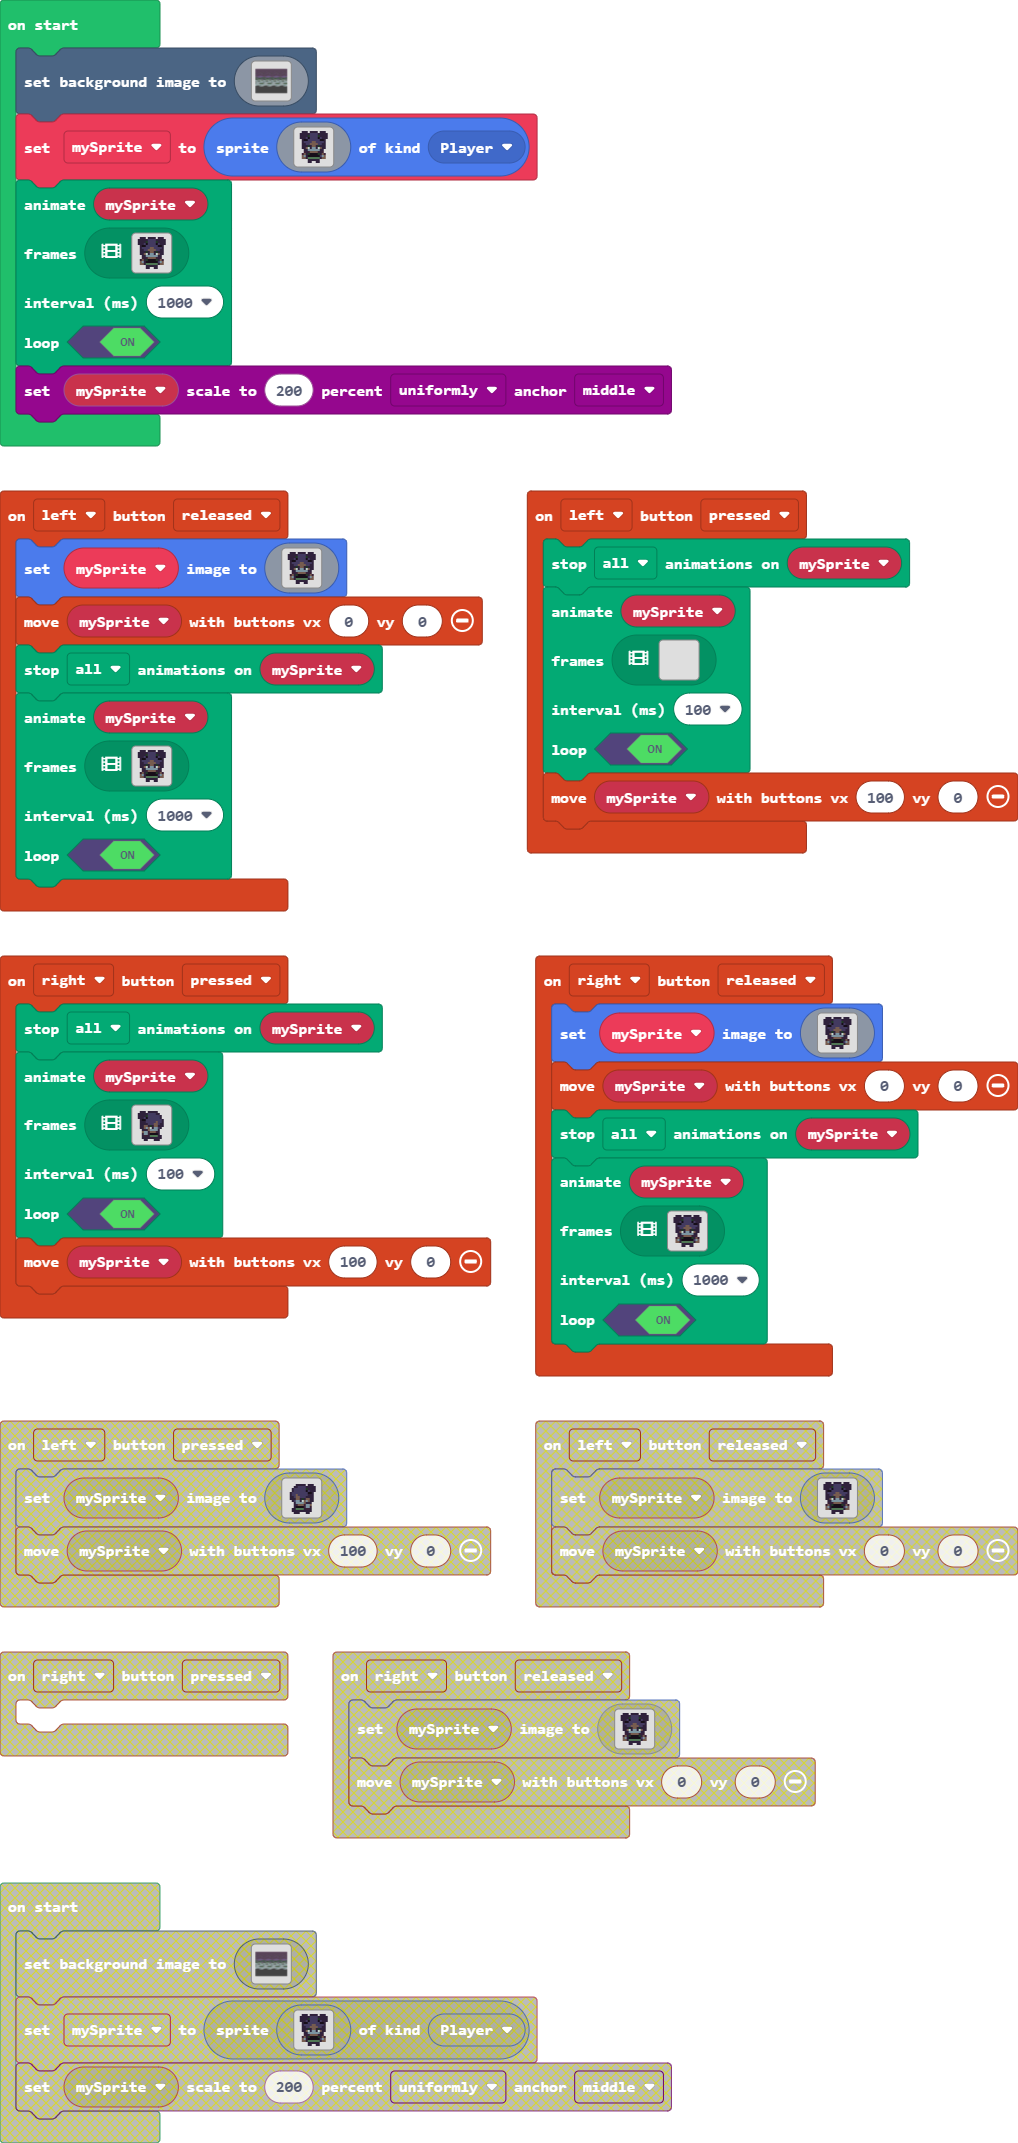 on start
set background image to
set mySprite to sprite of kind Player
animate mySprite
frames
interval (ms) 1000
loop ON
set mySprite scale to 200 percent uniformly anchor middle
on left button released
set mySprite image to
move mySprite with buttons vx 0 vy 0
stop all animations on mySprite
animate mySprite
frames
interval (ms) 1000
loop ON
on left button pressed
stop all animations on mySprite
animate mySprite
frames
interval (ms) 100
loop ON
move mySprite with buttons vx 100 vy 0
on right button pressed
stop all animations on mySprite
animate mySprite
frames
interval (ms) 100
loop ON
move mySprite with buttons vx 100 vy 0
on right button released
set mySprite image to
move mySprite with buttons vx 0 vy 0
stop all animations on mySprite
animate mySprite
frames
interval (ms) 1000
loop ON
on left button pressed
set mySprite image to
move mySprite with buttons vx 100 vy 0
on left button released
set mySprite image to
move mySprite with buttons vx 0 vy 0
on right button pressed
on right button released
set mySprite image to
move mySprite with buttons vx 0 vy 0
on start
set background image to
set mySprite to sprite of kind Player
set mySprite scale to 200 percent uniformly anchor middle